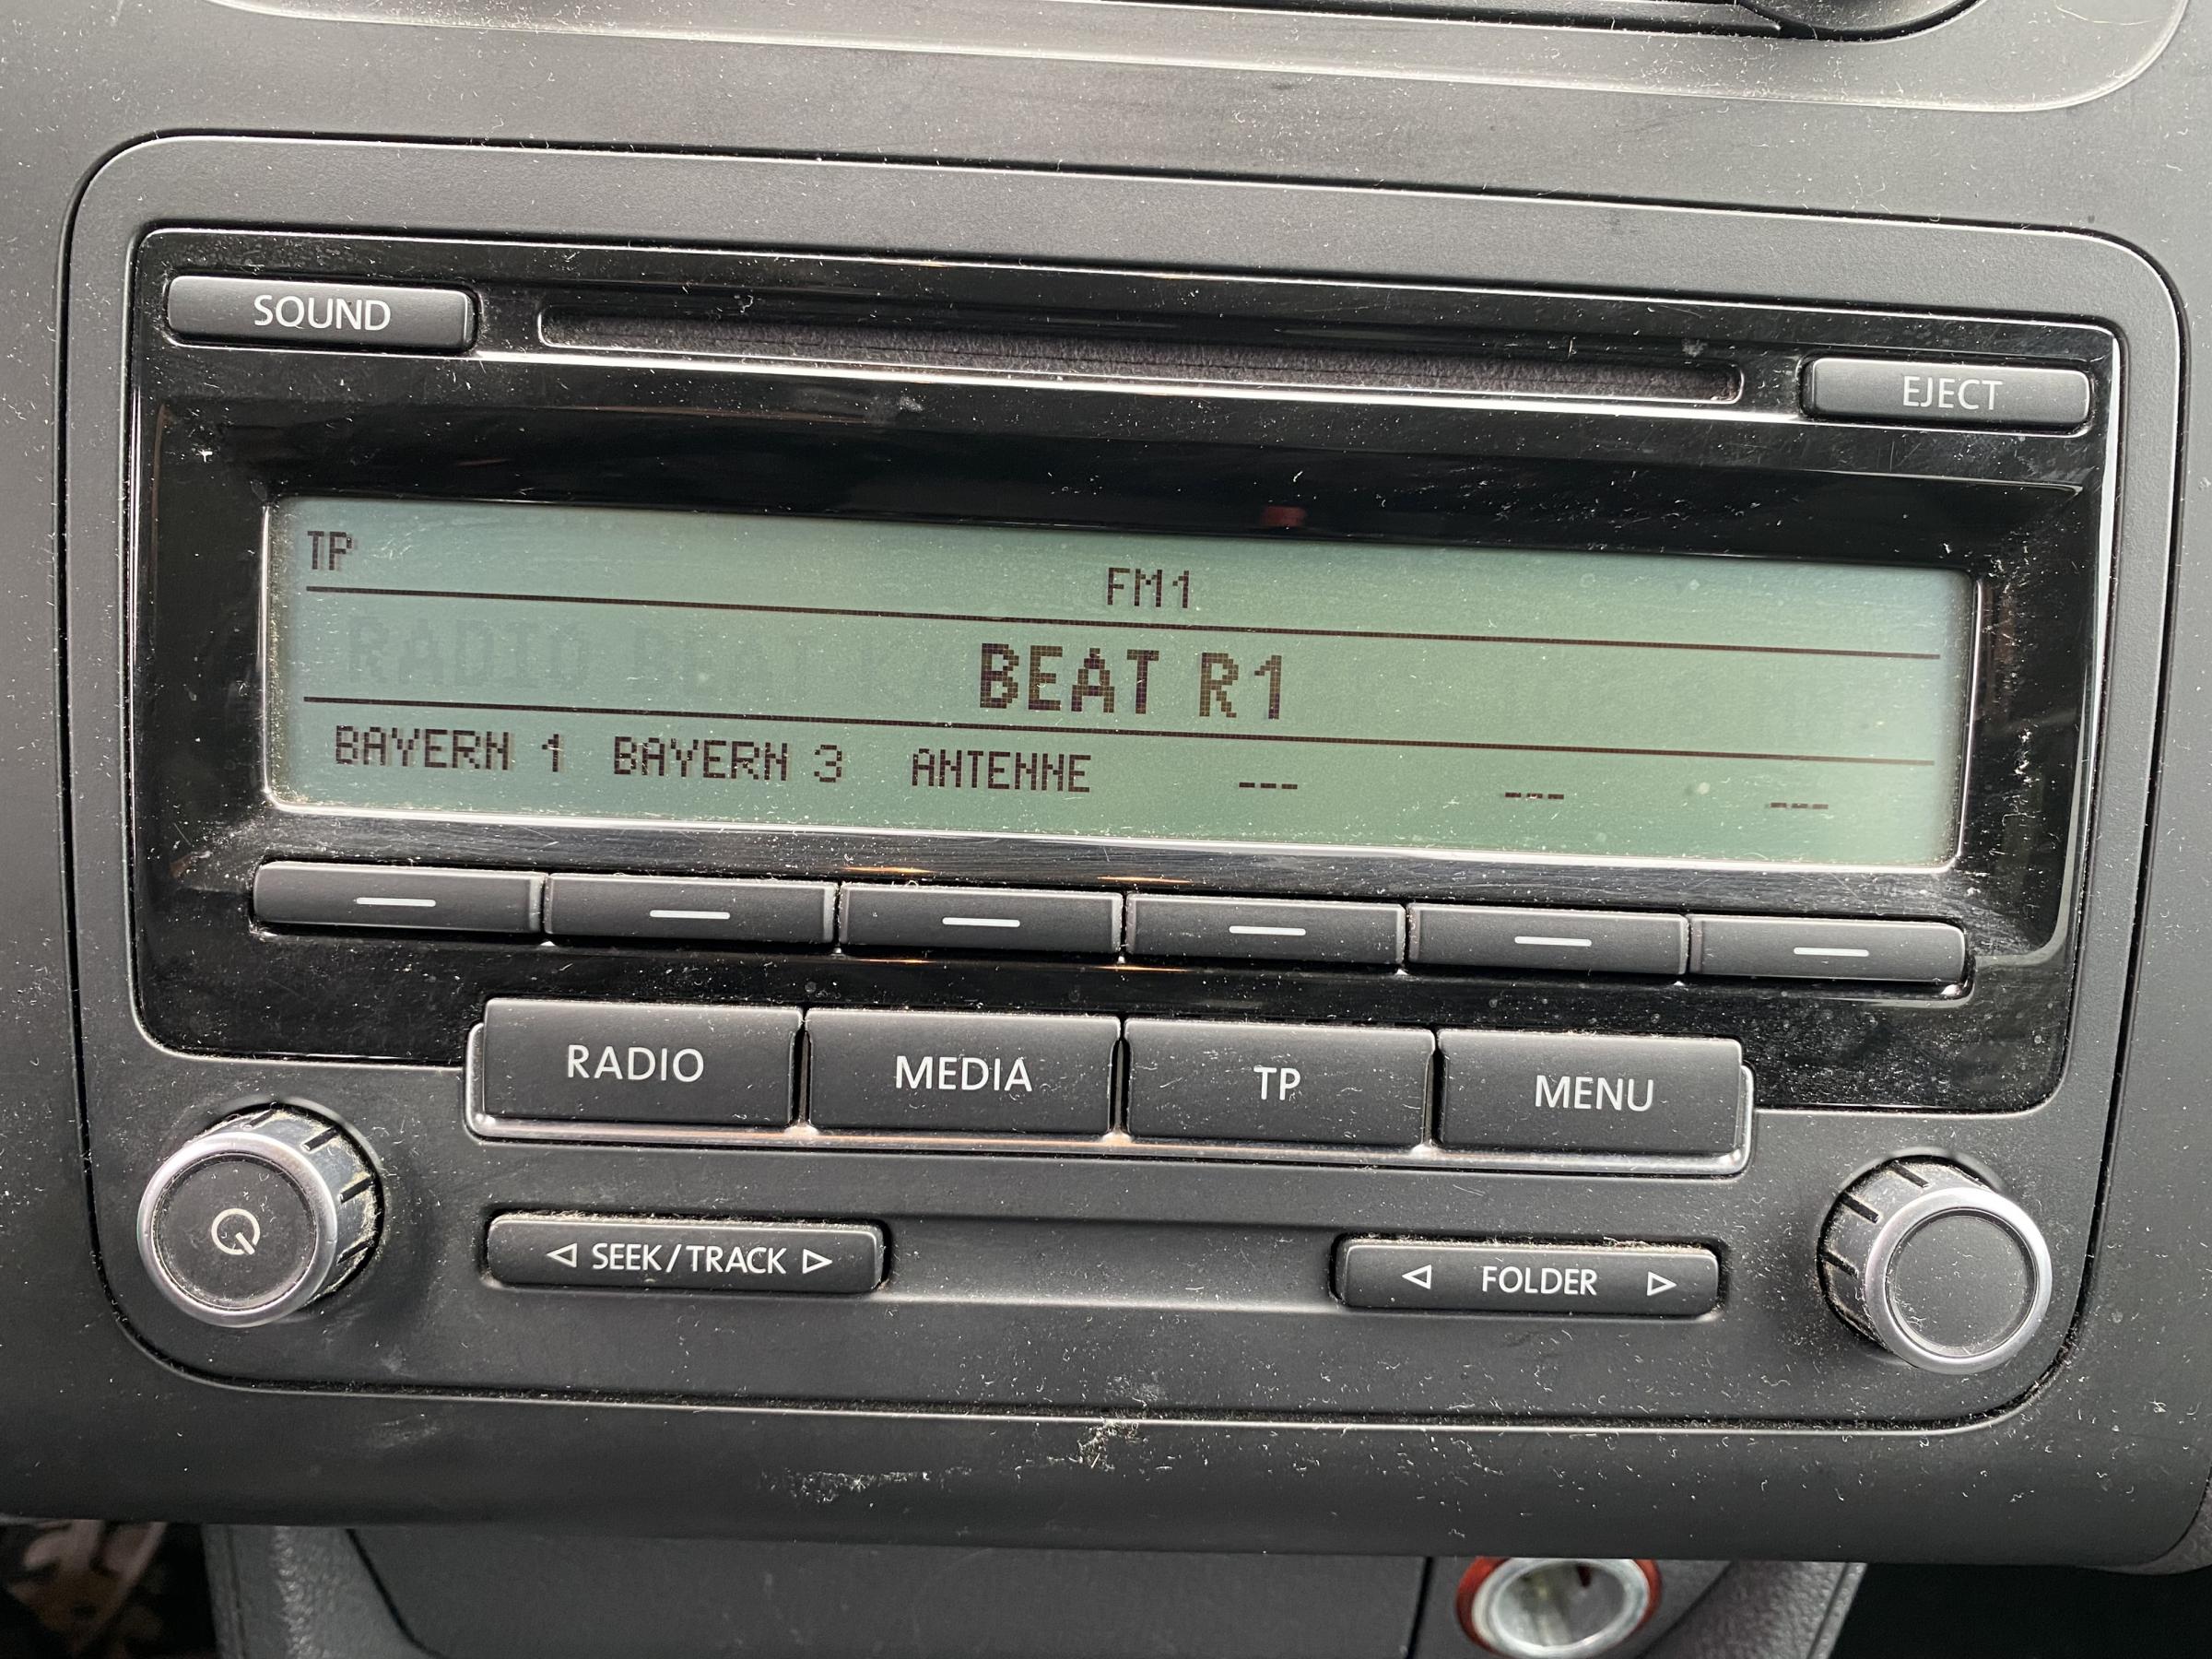 SOUND
EJECT
TP
FM1
BEAT R1
BAYERN 1 BAYERN 3 ANTENNE --- --- ---
RADIO MEDIA TP MENU
SEEK/TRACK FOLDER